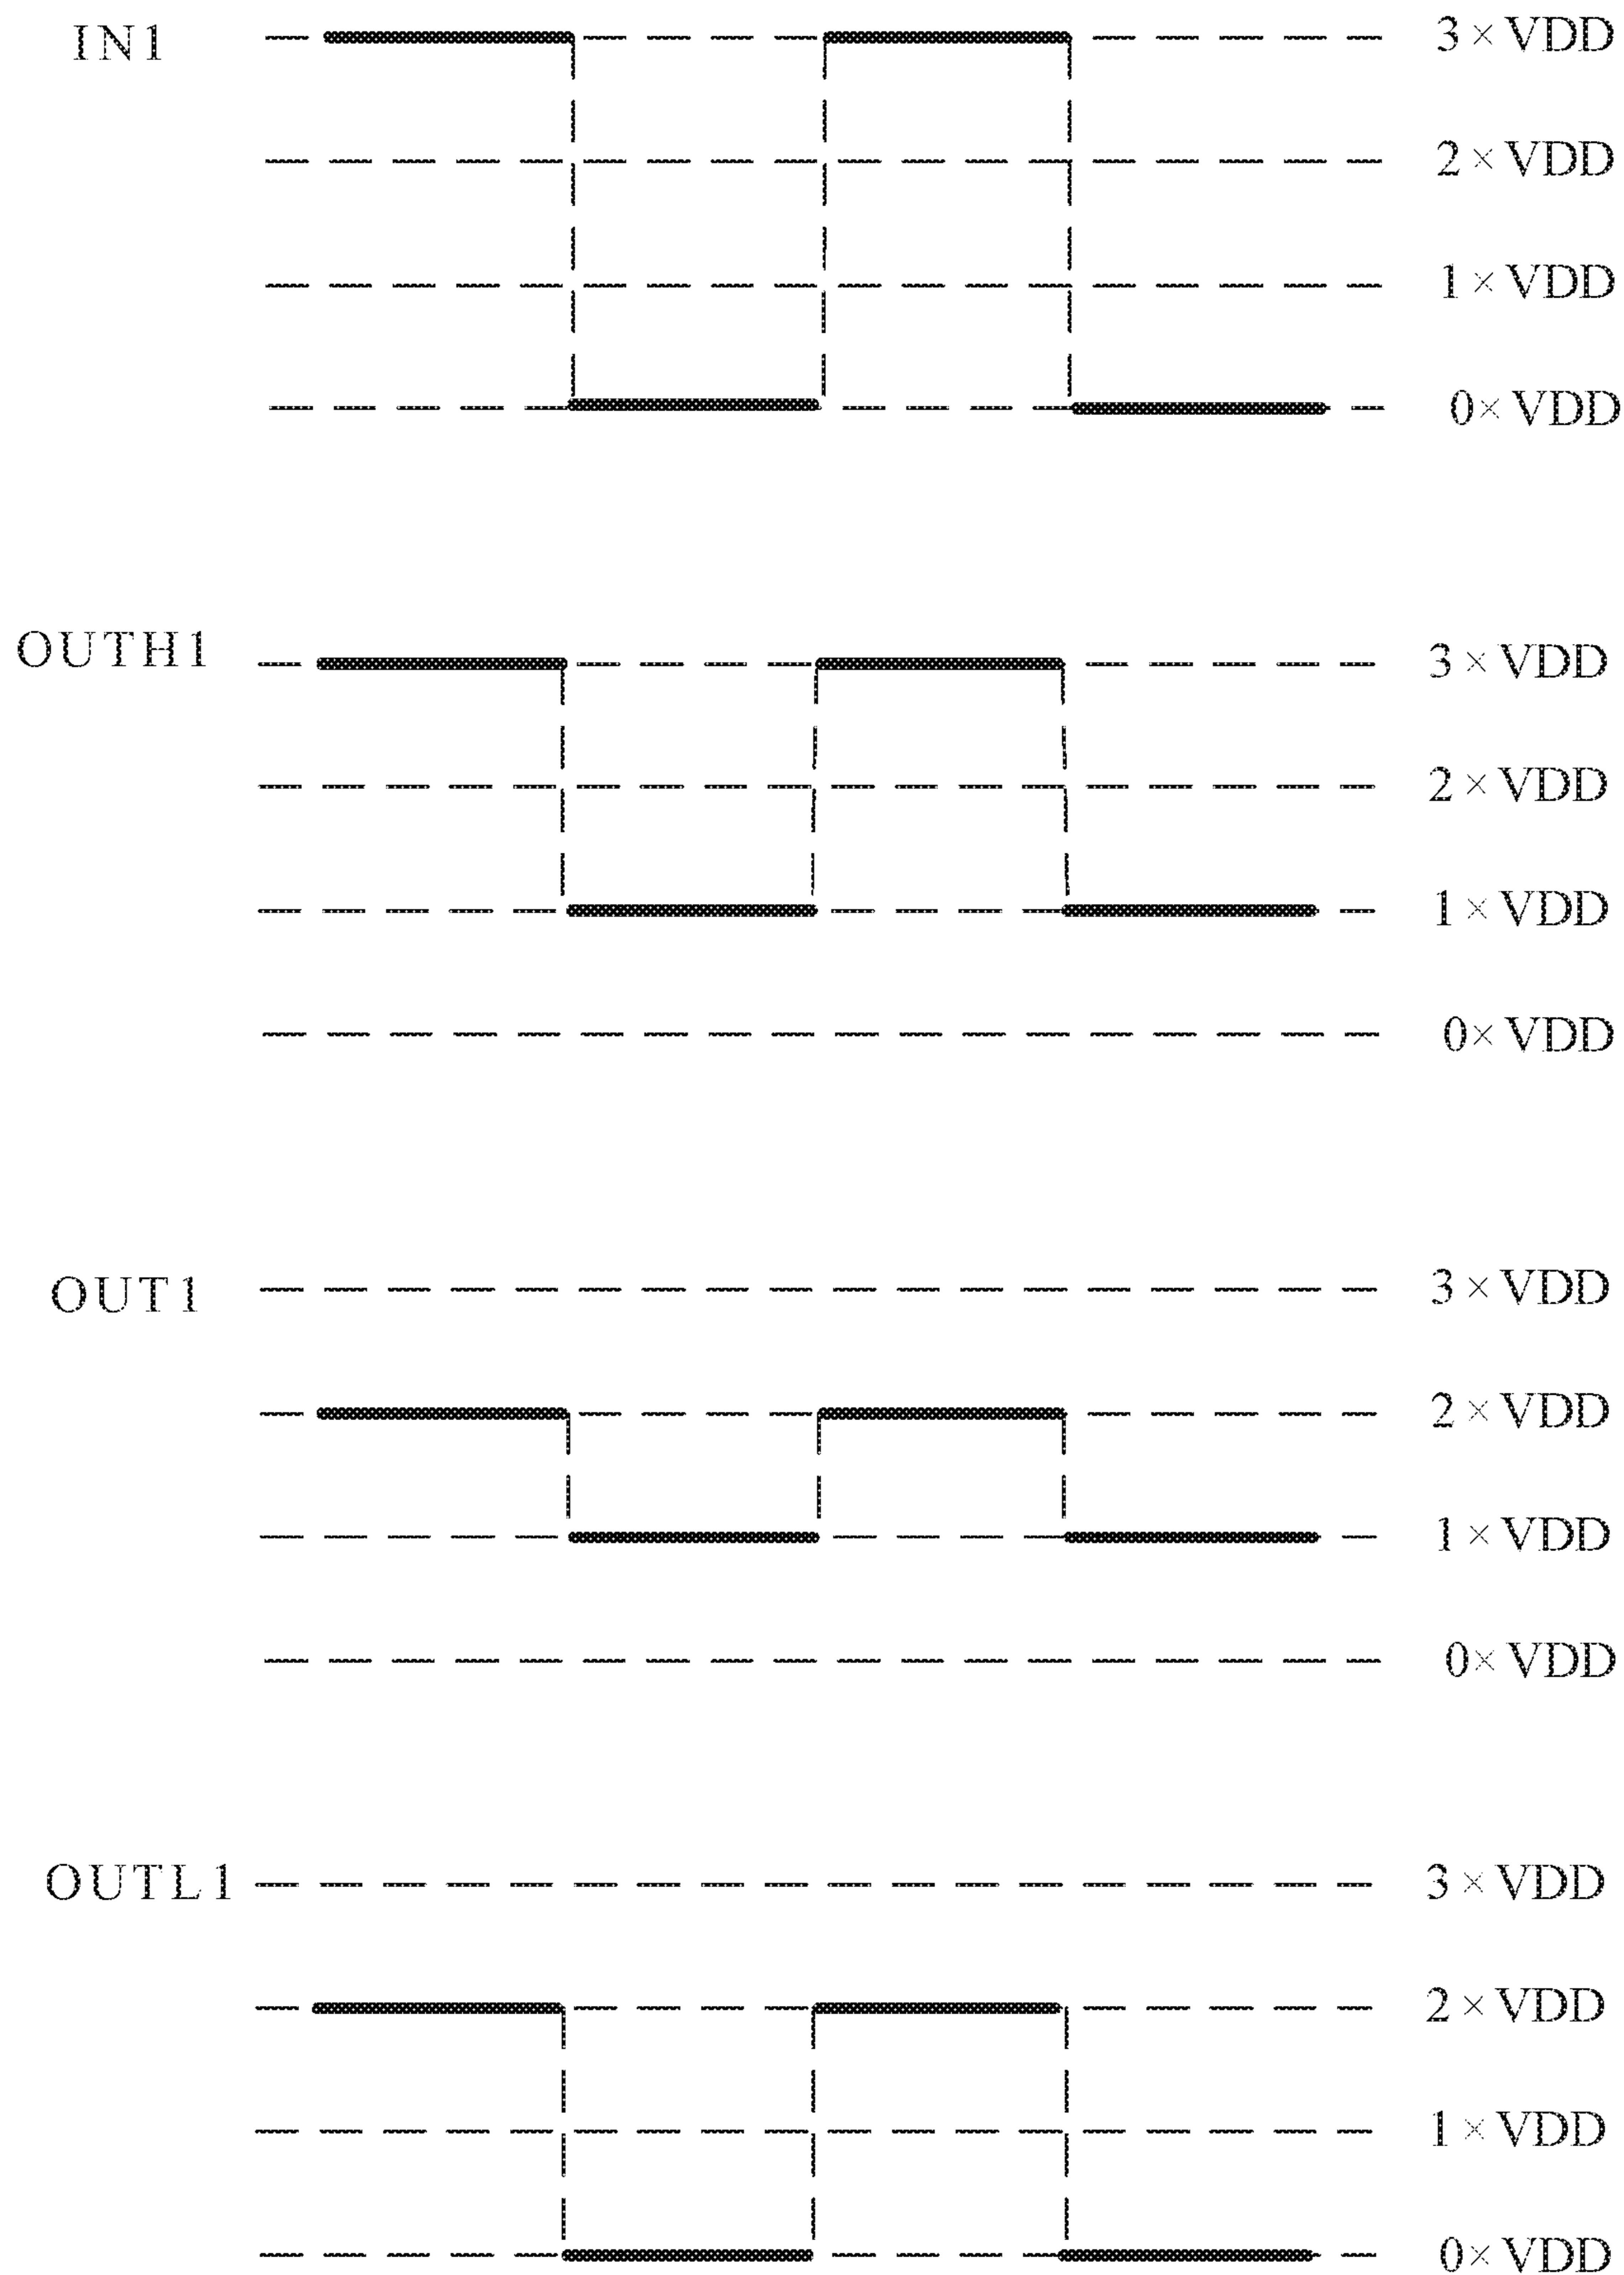 IN1 3 × VDD
2 × VDD
1 × VDD
0× VDD
OUTH1 3 × VDD
2 × VDD
1 × VDD
0× VDD
OUT1 3 × VDD
2 × VDD
1 × VDD
0× VDD
OUTL1 3 × VDD
2 × VDD
1 × VDD
0× VDD